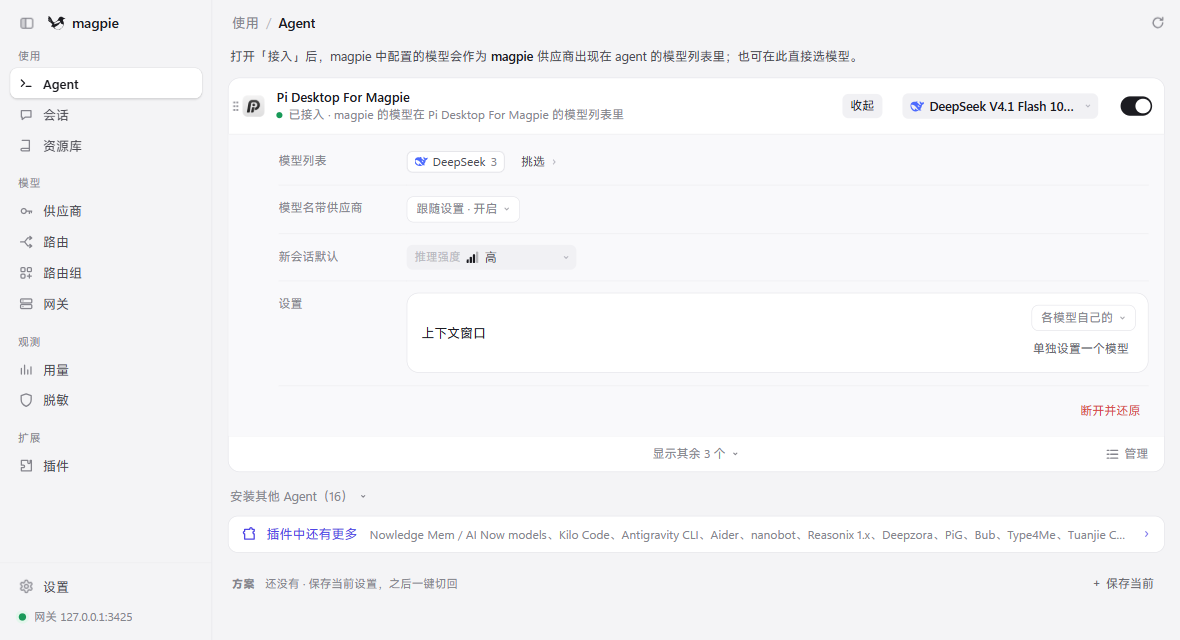 magpie
使用
Agent
会话
资源库
模型
供应商
路由
路由组
网关
观测
用量
脱敏
扩展
插件
设置
网关 127.0.0.1:3425
使用 / Agent
打开「接入」后，magpie 中配置的模型会作为 magpie 供应商出现在 agent 的模型列表里；也可在此直接选模型。
Pi Desktop For Magpie
已接入 · magpie 的模型在 Pi Desktop For Magpie 的模型列表里
收起
DeepSeek V4.1 Flash 10...
模型列表
DeepSeek 3
挑选
模型名带供应商
跟随设置 · 开启
新会话默认
推理强度 高
设置
上下文窗口
各模型自己的
单独设置一个模型
断开并还原
显示其余 3 个
管理
安装其他 Agent（16）
插件中还有更多 Nowledge Mem / AI Now models、Kilo Code、Antigravity CLI、Aider、nanobot、Reasonix 1.x、Deepzora、PiG、Bub、Type4Me、Tuanjie C...
方案 还没有 · 保存当前设置，之后一键切回
+ 保存当前